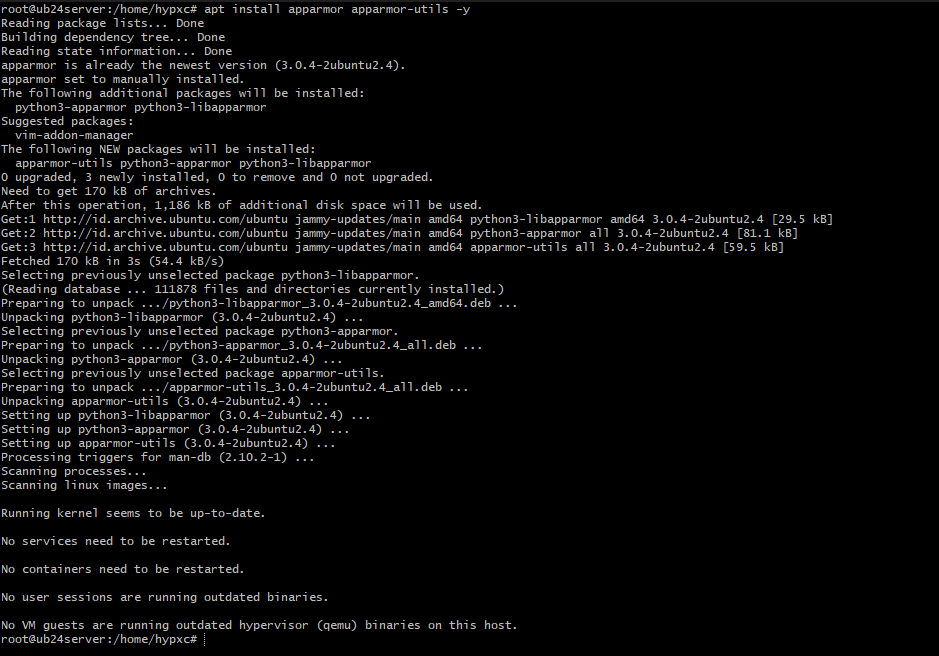 root@ub24server:/home/hypxc# apt install apparmor apparmor-utils -y
Reading package lists... Done
Building dependency tree... Done
Reading state information... Done
apparmor is already the newest version (3.0.4-2ubuntu2.4).
apparmor set to manually installed.
The following additional packages will be installed:
  python3-apparmor python3-libapparmor
Suggested packages:
  vim-addon-manager
The following NEW packages will be installed:
  apparmor-utils python3-apparmor python3-libapparmor
0 upgraded, 3 newly installed, 0 to remove and 0 not upgraded.
Need to get 170 kB of archives.
After this operation, 1,186 kB of additional disk space will be used.
Get:1 http://id.archive.ubuntu.com/ubuntu jammy-updates/main amd64 python3-libapparmor amd64 3.0.4-2ubuntu2.4 [29.5 kB]
Get:2 http://id.archive.ubuntu.com/ubuntu jammy-updates/main amd64 python3-apparmor all 3.0.4-2ubuntu2.4 [81.1 kB]
Get:3 http://id.archive.ubuntu.com/ubuntu jammy-updates/main amd64 apparmor-utils all 3.0.4-2ubuntu2.4 [59.5 kB]
Fetched 170 kB in 3s (54.4 kB/s)
Selecting previously unselected package python3-libapparmor.
(Reading database ... 111878 files and directories currently installed.)
Preparing to unpack .../python3-libapparmor_3.0.4-2ubuntu2.4_amd64.deb ...
Unpacking python3-libapparmor (3.0.4-2ubuntu2.4) ...
Selecting previously unselected package python3-apparmor.
Preparing to unpack .../python3-apparmor_3.0.4-2ubuntu2.4_all.deb ...
Unpacking python3-apparmor (3.0.4-2ubuntu2.4) ...
Selecting previously unselected package apparmor-utils.
Preparing to unpack .../apparmor-utils_3.0.4-2ubuntu2.4_all.deb ...
Unpacking apparmor-utils (3.0.4-2ubuntu2.4) ...
Setting up python3-libapparmor (3.0.4-2ubuntu2.4) ...
Setting up python3-apparmor (3.0.4-2ubuntu2.4) ...
Setting up apparmor-utils (3.0.4-2ubuntu2.4) ...
Processing triggers for man-db (2.10.2-1) ...
Scanning processes...
Scanning linux images...

Running kernel seems to be up-to-date.

No services need to be restarted.

No containers need to be restarted.

No user sessions are running outdated binaries.

No VM guests are running outdated hypervisor (qemu) binaries on this host.
root@ub24server:/home/hypxc#